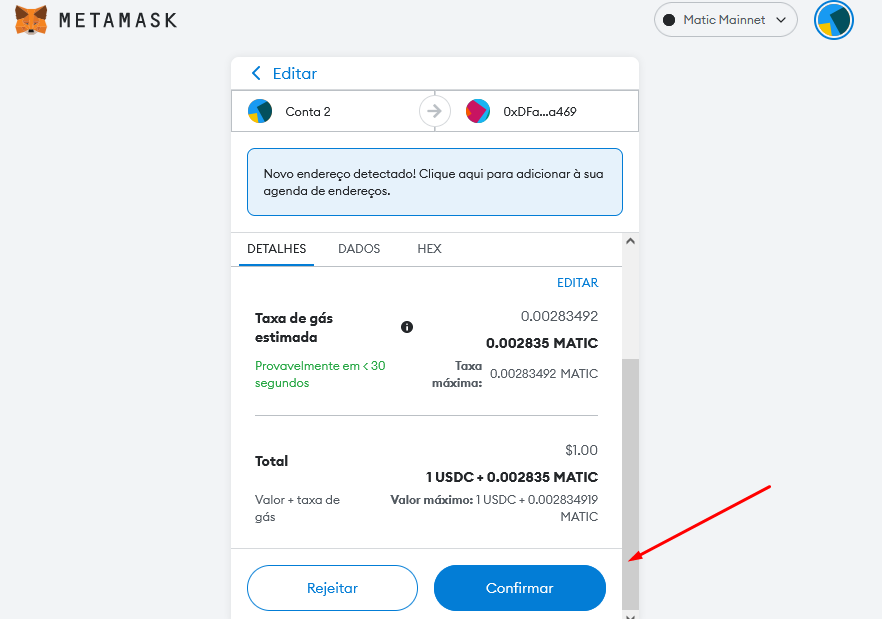 METAMASK
Matic Mainnet
Editar
Conta 2
0xDFa...a469
Novo endereço detectado! Clique aqui para adicionar à sua
agenda de endereços.
DETALHES
DADOS
HEX
EDITAR
Taxa de gás
estimada
0.00283492
0.002835 MATIC
Provavelmente em < 30
segundos
Taxa
máxima:
0.00283492 MATIC
Total
$1.00
1 USDC + 0.002835 MATIC
Valor + taxa de
gás
Valor máximo: 1 USDC + 0.002834919
MATIC
Rejeitar
Confirmar